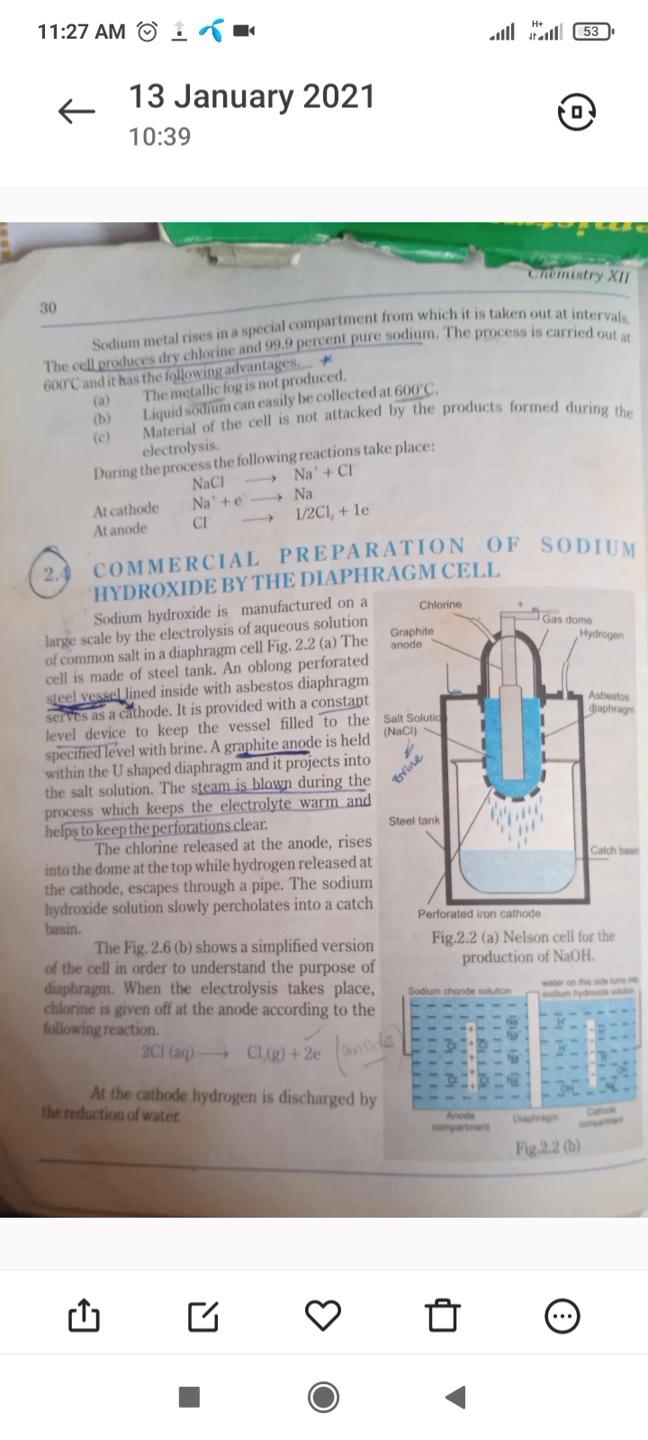 11:27 AM
H+
53
13 January 2021
10:39
Chemistry XII
30
Sodium metal rises in a special compartment from which it is taken out at intervals.
The cell produces dry chlorine and 99.9 percent pure sodium. The process is carried out at
600°C and it has the following advantages.
(a) The metallic fog is not produced.
(b) Liquid sodium can easily be collected at 600°C.
(c) Material of the cell is not attacked by the products formed during the
electrolysis.
During the process the following reactions take place:
NaCl ⟶ Na⁺ + Cl⁻
At cathode Na⁺ + e⁻ ⟶ Na
At anode Cl⁻ ⟶ 1/2Cl₂ + 1e⁻
2.4 COMMERCIAL PREPARATION OF SODIUM
HYDROXIDE BY THE DIAPHRAGM CELL
Sodium hydroxide is manufactured on a
large scale by the electrolysis of aqueous solution
of common salt in a diaphragm cell Fig. 2.2 (a) The
cell is made of steel tank. An oblong perforated
steel vessel lined inside with asbestos diaphragm
serves as a cathode. It is provided with a constant
level device to keep the vessel filled to the
specified level with brine. A graphite anode is held
within the U shaped diaphragm and it projects into
the salt solution. The steam is blown during the
process which keeps the electrolyte warm and
helps to keep the perforations clear.
The chlorine released at the anode, rises
into the dome at the top while hydrogen released at
the cathode, escapes through a pipe. The sodium
hydroxide solution slowly percholates into a catch
basin.
The Fig. 2.6 (b) shows a simplified version
of the cell in order to understand the purpose of
diaphragm. When the electrolysis takes place,
chlorine is given off at the anode according to the
following reaction.
2Cl⁻(aq) ⟶ Cl₂(g) + 2e⁻ (anode)
At the cathode hydrogen is discharged by
the reduction of water.
Chlorine
Gas dome
Graphite
anode
Hydrogen
Asbestos
diaphragm
Salt Solutio
(NaCl)
Brine
Steel tank
Catch basin
Perforated iron cathode
Fig.2.2 (a) Nelson cell for the
production of NaOH.
Sodium choride solution
water on this side turns into
sodium hydroxide solution
Anode
compartment
Diaphragm
Cathode
compartment
Fig.2.2 (b)